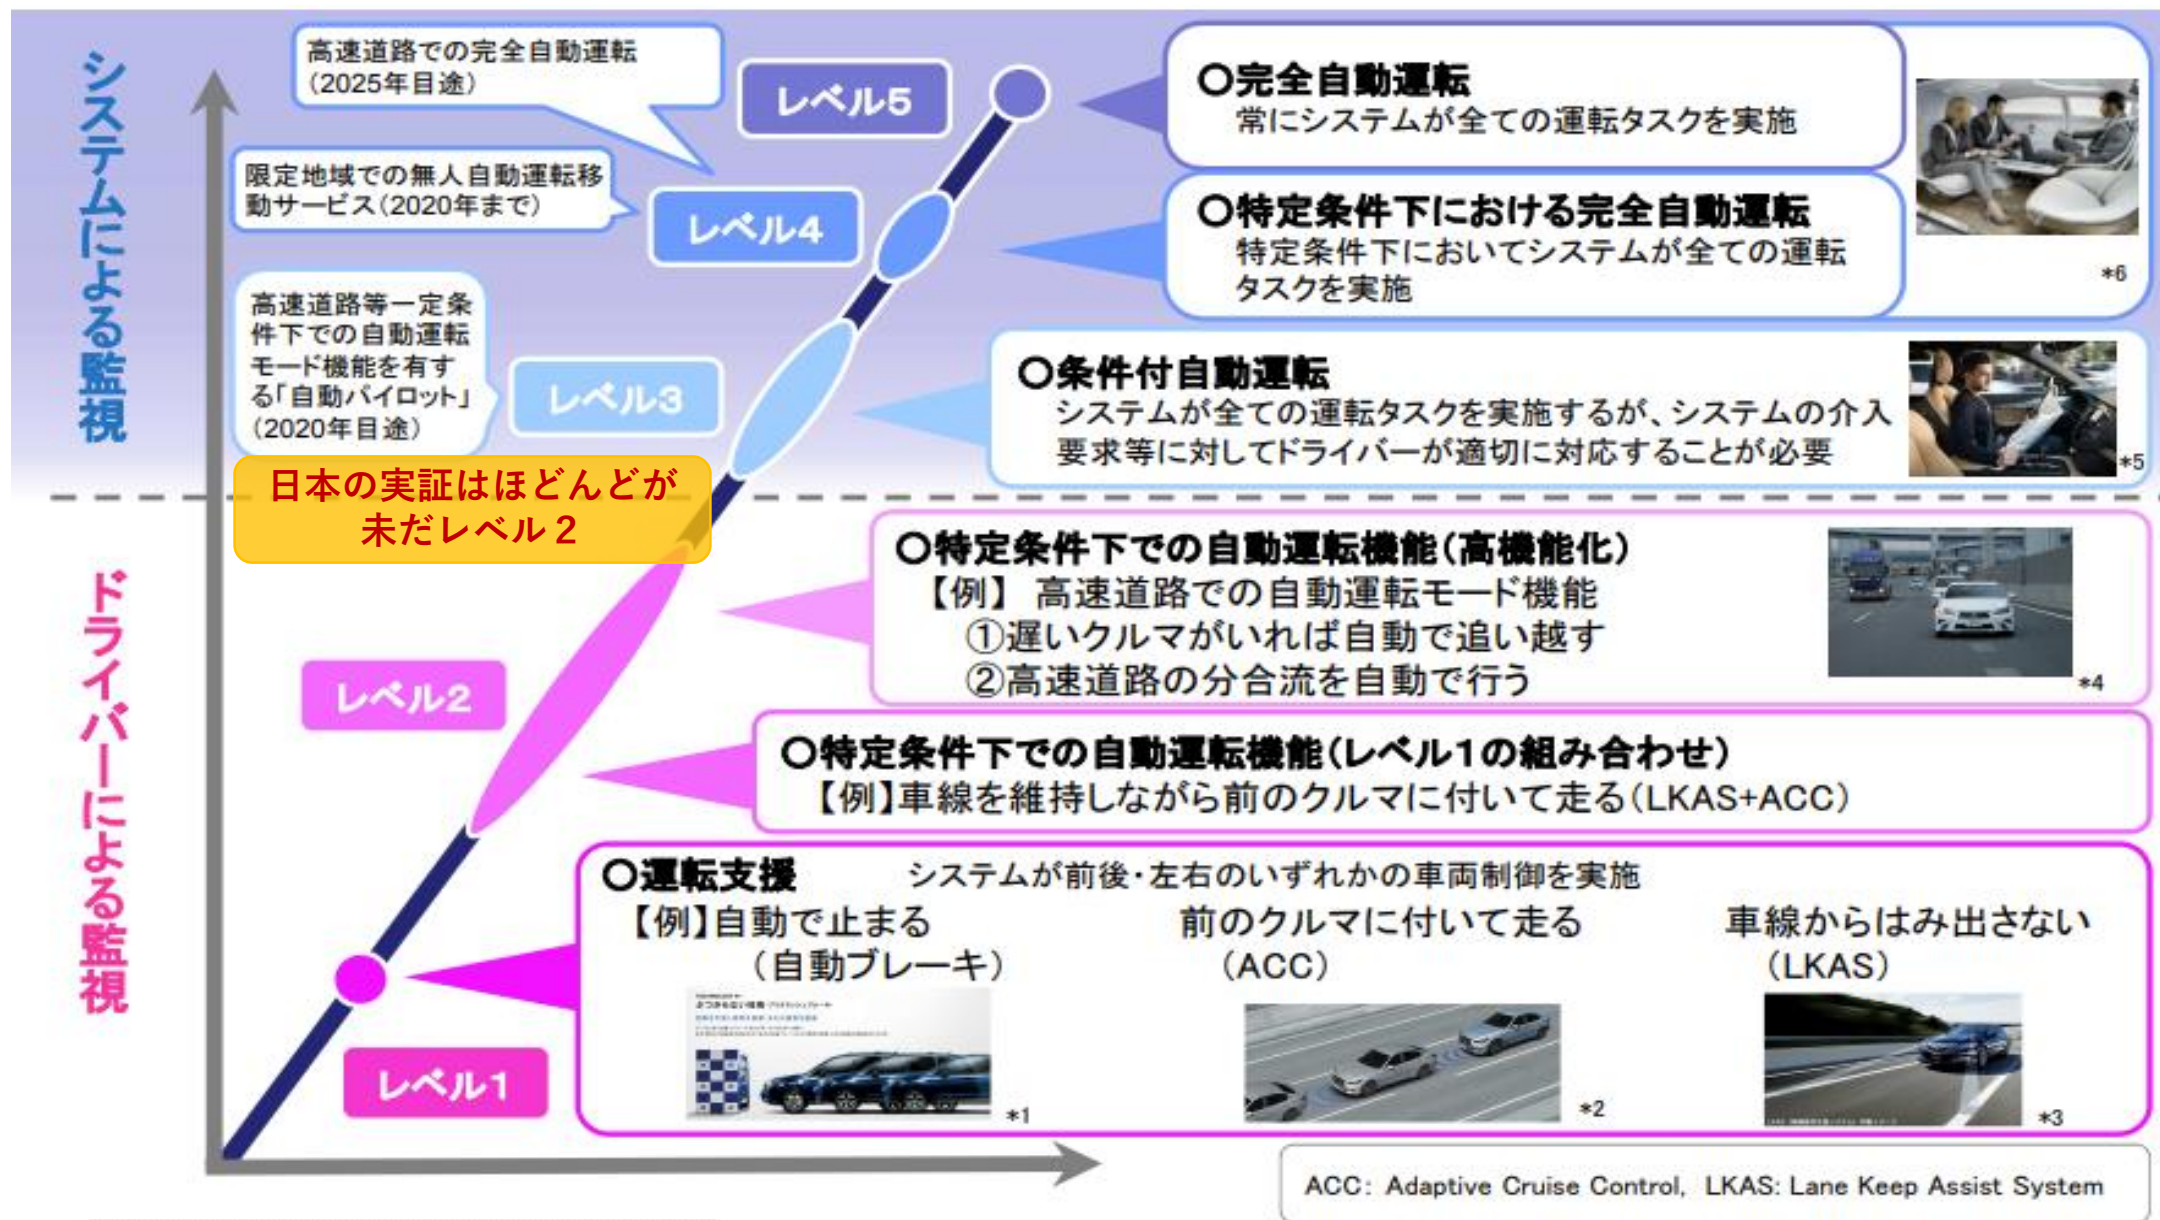 システムによる監視
高速道路での完全自動運転
(2025年目途)
レベル5
○完全自動運転
常にシステムが全ての運転タスクを実施
限定地域での無人自動運転移
動サービス(2020年まで)
レベル4
○特定条件下における完全自動運転
特定条件下においてシステムが全ての運転
タスクを実施
*6
高速道路等一定条
件下での自動運転
モード機能を有す
る「自動パイロット」
(2020年目途)
レベル3
○条件付自動運転
システムが全ての運転タスクを実施するが、システムの介入
要求等に対してドライバーが適切に対応することが必要
*5
日本の実証はほどんどが
未だレベル2
ドライバーによる監視
○特定条件下での自動運転機能(高機能化)
【例】 高速道路での自動運転モード機能
①遅いクルマがいれば自動で追い越す
②高速道路の分合流を自動で行う
*4
レベル2
○特定条件下での自動運転機能(レベル1の組み合わせ)
【例】車線を維持しながら前のクルマに付いて走る(LKAS+ACC)
○運転支援 システムが前後・左右のいずれかの車両制御を実施
【例】自動で止まる
(自動ブレーキ)
前のクルマに付いて走る
(ACC)
車線からはみ出さない
(LKAS)
*1
*2
*3
レベル1
ACC: Adaptive Cruise Control, LKAS: Lane Keep Assist System